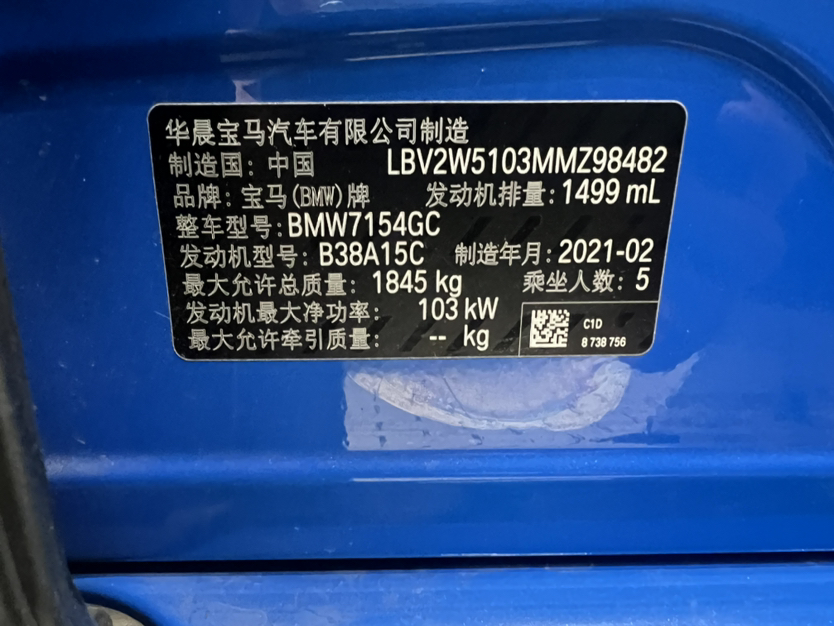 华晨宝马汽车有限公司制造
制造国：中国 LBV2W5103MMZ98482
品牌：宝马(BMW)牌 发动机排量：1499 mL
整车型号：BMW7154GC
发动机型号：B38A15C 制造年月：2021-02
最大允许总质量：1845 kg 乘坐人数：5
发动机最大净功率：103 kW
最大允许牵引质量：-- kg
C1D
8 738 756